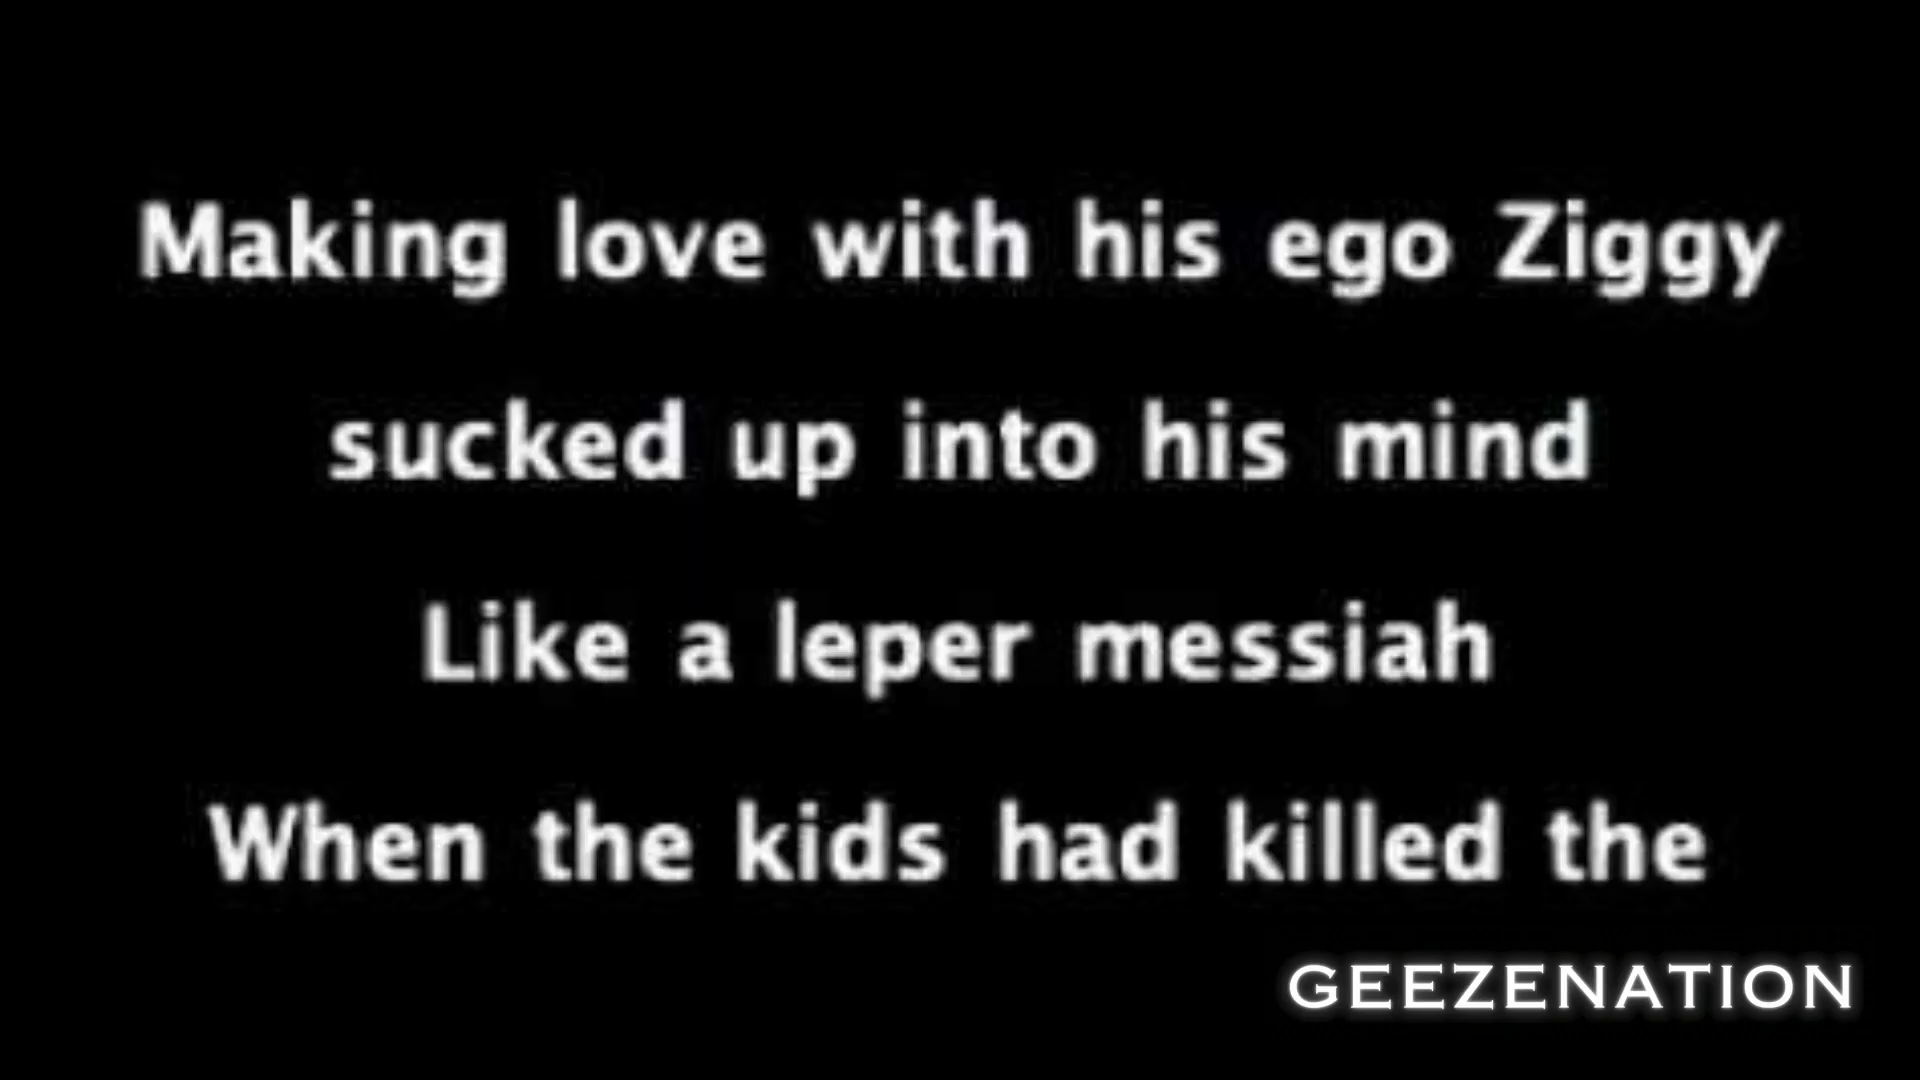 Making love with his ego Ziggy
sucked up into his mind
Like a leper messiah
When the kids had killed the
GEEZENATION